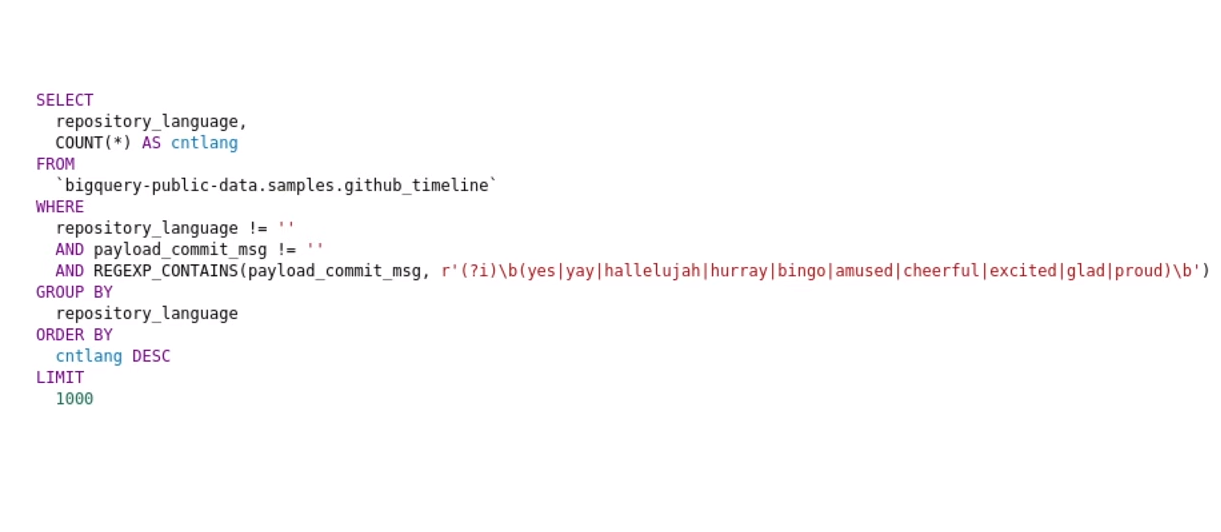 SELECT
  repository_language,
  COUNT(*) AS cntlang
FROM
  `bigquery-public-data.samples.github_timeline`
WHERE
  repository_language != ''
  AND payload_commit_msg != ''
  AND REGEXP_CONTAINS(payload_commit_msg, r'(?i)\b(yes|yay|hallelujah|hurray|bingo|amused|cheerful|excited|glad|proud)\b')
GROUP BY
  repository_language
ORDER BY
  cntlang DESC
LIMIT
  1000